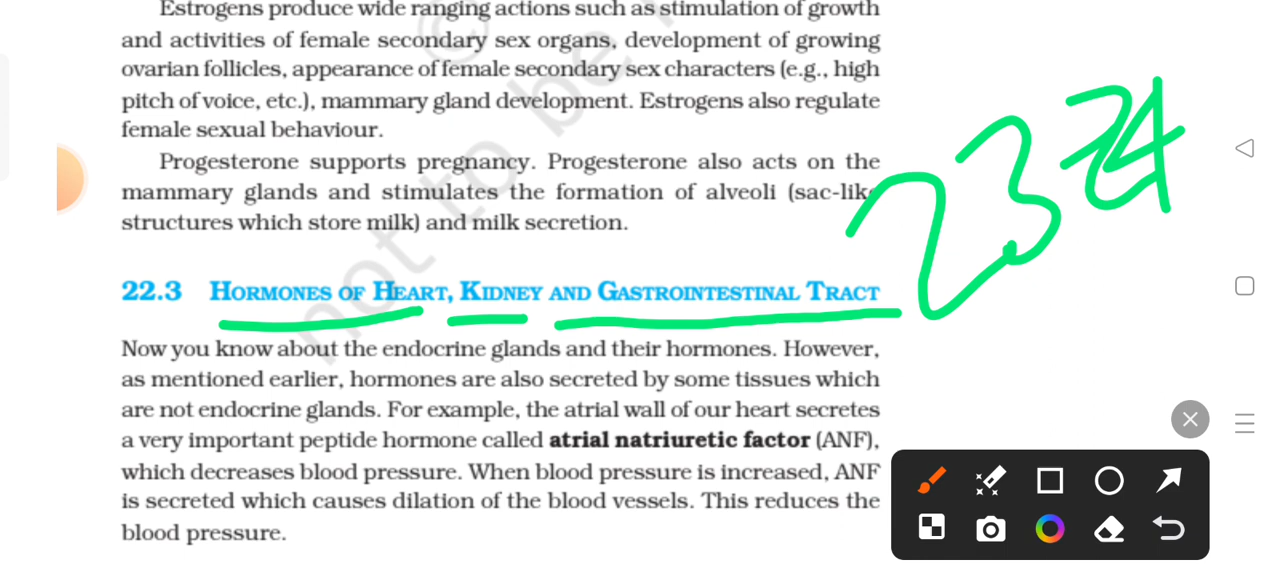 Estrogens produce wide ranging actions such as stimulation of growth
and activities of female secondary sex organs, development of growing
ovarian follicles, appearance of female secondary sex characters (e.g., high
pitch of voice, etc.), mammary gland development. Estrogens also regulate
female sexual behaviour.
Progesterone supports pregnancy. Progesterone also acts on the
mammary glands and stimulates the formation of alveoli (sac-like
structures which store milk) and milk secretion.
22.3 HORMONES OF HEART, KIDNEY AND GASTROINTESTINAL TRACT
Now you know about the endocrine glands and their hormones. However,
as mentioned earlier, hormones are also secreted by some tissues which
are not endocrine glands. For example, the atrial wall of our heart secretes
a very important peptide hormone called atrial natriuretic factor (ANF),
which decreases blood pressure. When blood pressure is increased, ANF
is secreted which causes dilation of the blood vessels. This reduces the
blood pressure.
not to be